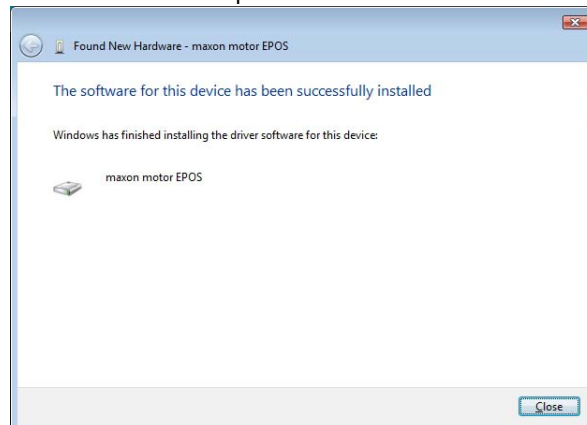 Found New Hardware - maxon motor EPOS
The software for this device has been successfully installed
Windows has finished installing the driver software for this device:
maxon motor EPOS
Close